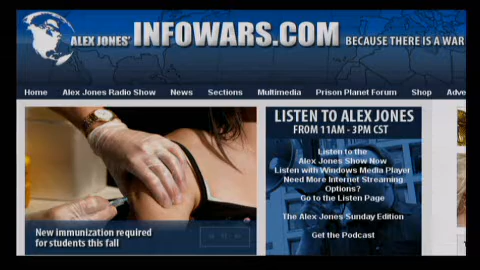 ALEX JONES' INFOWARS.COM BECAUSE THERE IS A WAR
Home Alex Jones Radio Show News Sections Multimedia Prison Planet Forum Shop Adve
LISTEN TO ALEX JONES
FROM 11AM - 3PM CST
Listen to the
Alex Jones Show Now
Listen with Windows Media Player
Need More Internet Streaming
Options?
Go to the Listen Page
The Alex Jones Sunday Edition
Get the Podcast
New immunization required
for students this fall